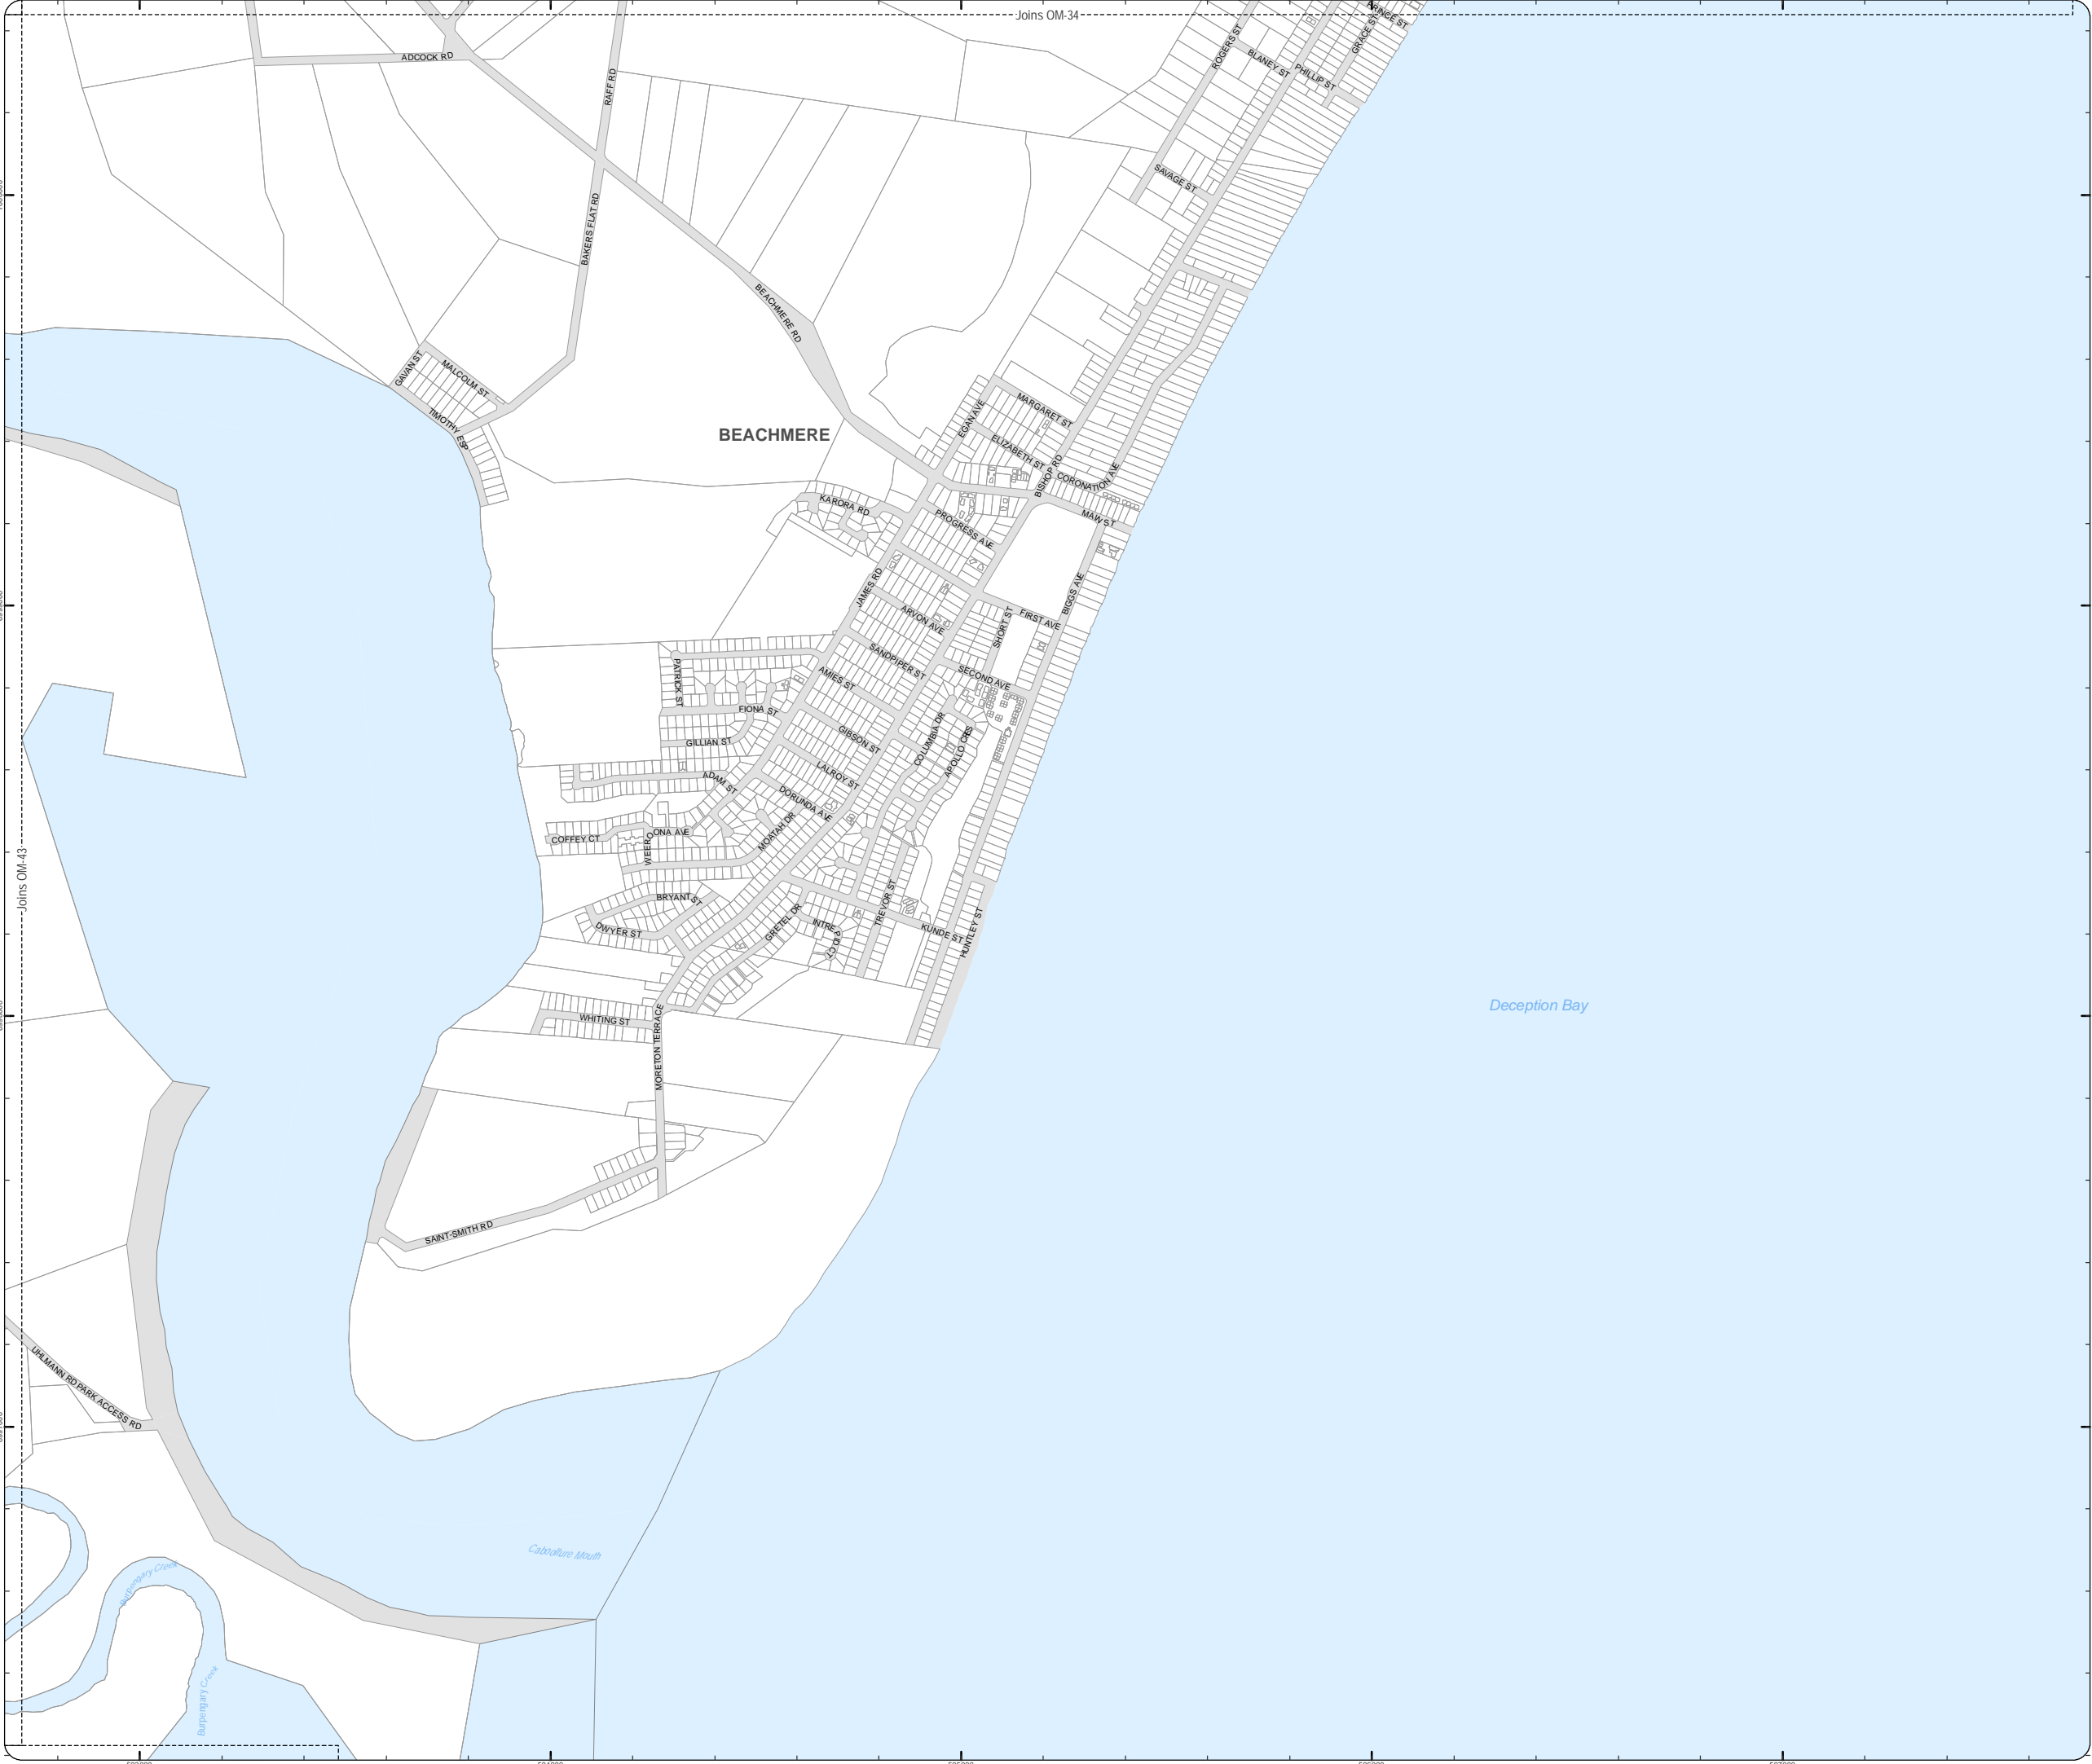 Joins OM-34
PRINCE ST
GRACE ST
ROGERS ST
BLANEY ST
PHILLIP ST
ADCOCK RD
RAFF RD
SAVAGE ST
BAKERS FLAT RD
BEACHMERE RD
GAVAN ST
MALCOLM ST
TIMOTHY ESP
BEACHMERE
EGAN AVE
MARGARET ST
ELIZABETH ST
BISHOP RD
CORONATION AVE
MAW ST
KARORA RD
PROGRESS AVE
JAMES RD
BIGGS AVE
ARVON AVE
SHORT ST
FIRST AVE
SANDPIPER ST
SECOND AVE
PATRICK ST
AMIES ST
FIONA ST
GIBSON ST
COLUMBIA DR
APOLLO CRES
GILLIAN ST
LALROY ST
ADAM ST
DORUNDA AVE
MOATAH DR
COFFEY CT
WEEROONA AVE
Joins OM-43
BRYANT ST
DWYER ST
GRETEL DR
INTREPID CT
TREVOR ST
KUNDE ST
HUNTLEY ST
Deception Bay
WHITING ST
MORETON TERRACE
SAINT-SMITH RD
UHLMANN RD PARK ACCESS RD
Caboolture Mouth
Burpengary Creek
Burpengary Creek